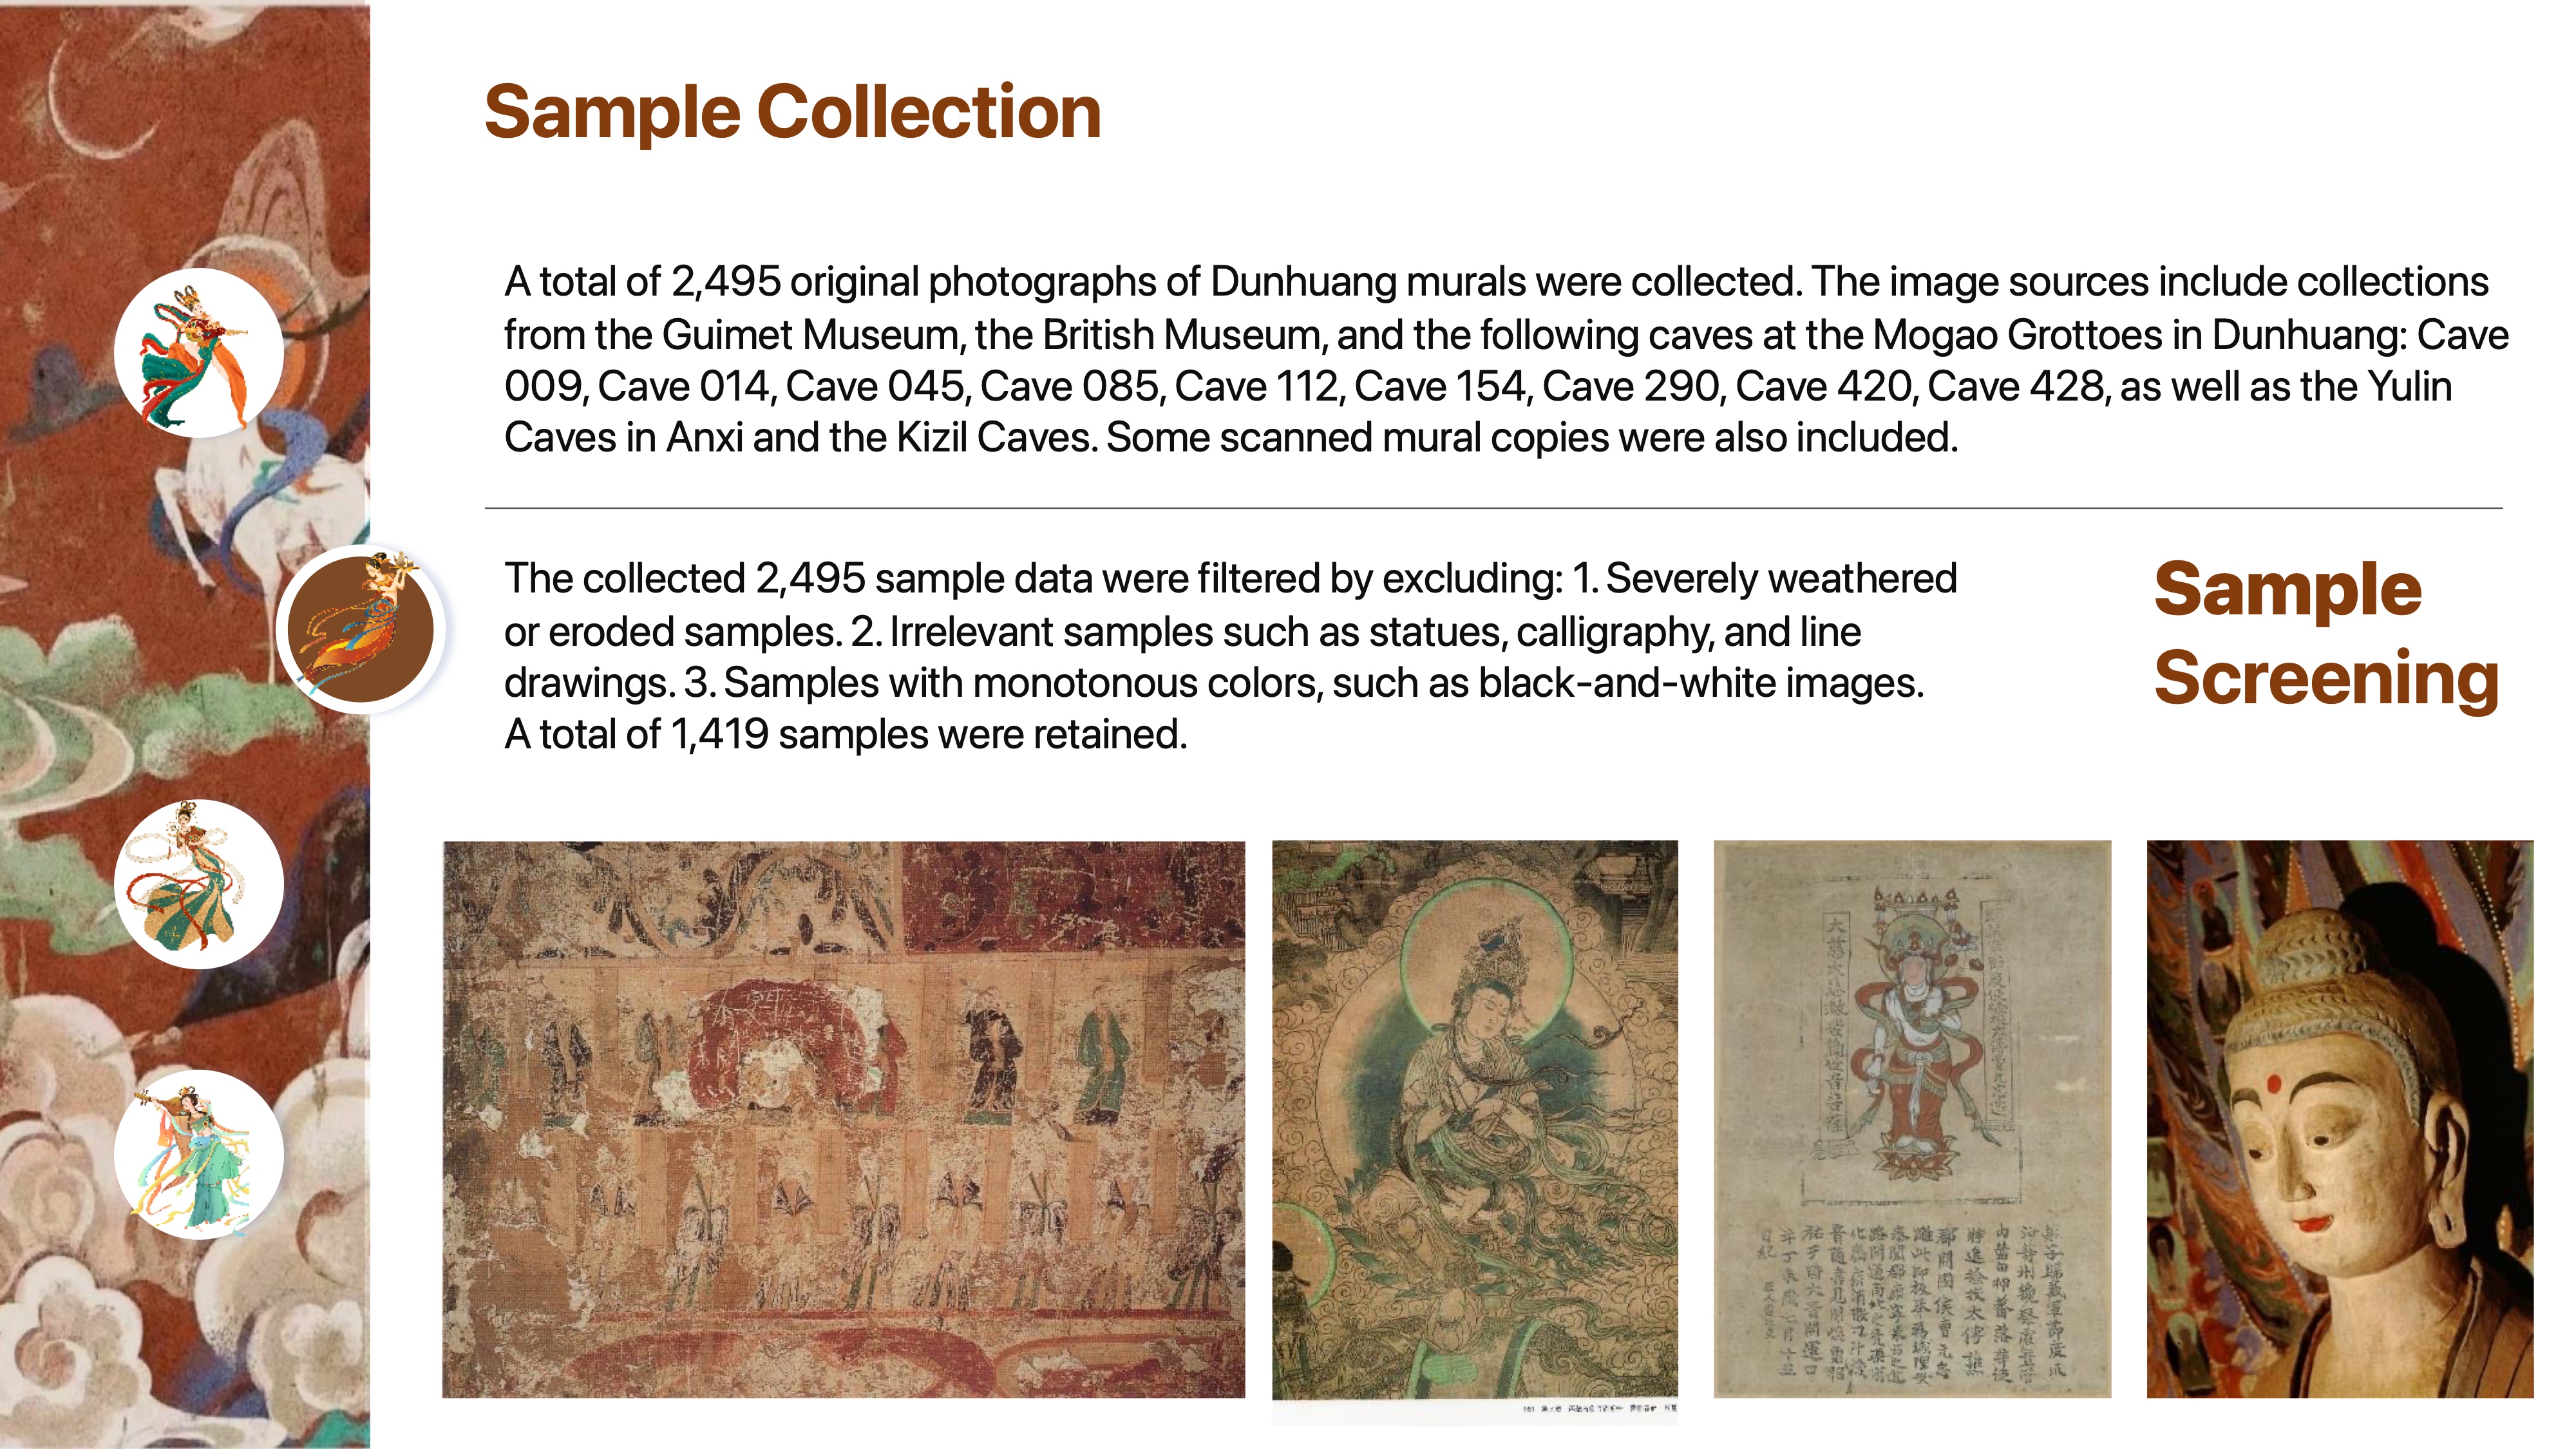 Sample Collection
A total of 2,495 original photographs of Dunhuang murals were collected. The image sources include collections
from the Guimet Museum, the British Museum, and the following caves at the Mogao Grottoes in Dunhuang: Cave
009, Cave 014, Cave 045, Cave 085, Cave 112, Cave 154, Cave 290, Cave 420, Cave 428, as well as the Yulin
Caves in Anxi and the Kizil Caves. Some scanned mural copies were also included.
The collected 2,495 sample data were filtered by excluding: 1. Severely weathered
or eroded samples. 2. Irrelevant samples such as statues, calligraphy, and line
drawings. 3. Samples with monotonous colors, such as black-and-white images.
A total of 1,419 samples were retained.
Sample
Screening